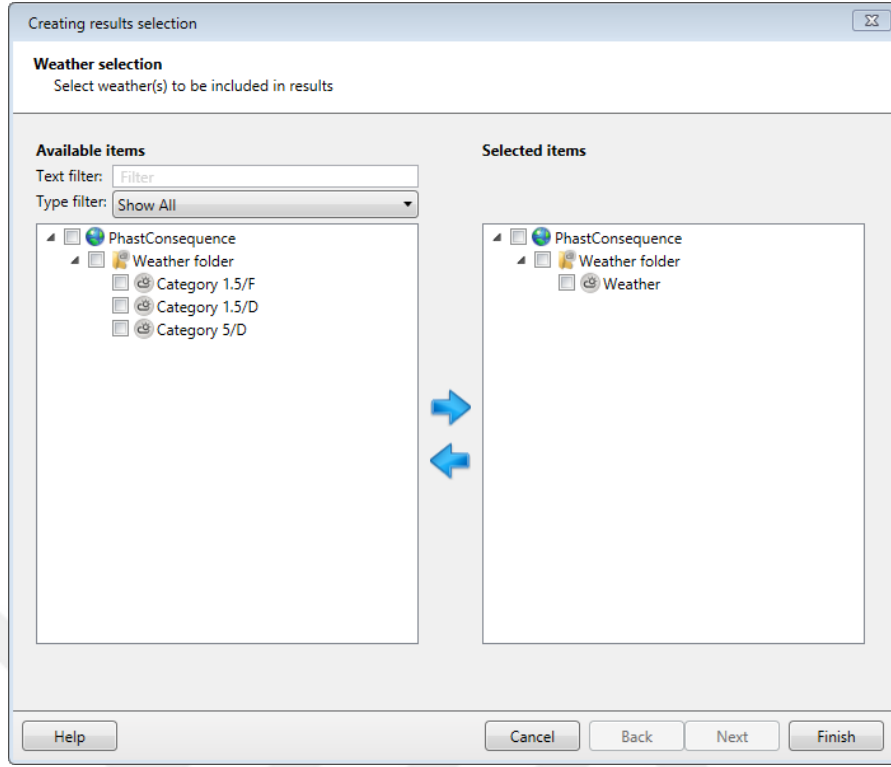 Creating results selection
Weather selection
Select weather(s) to be included in results
Available items
Text filter: Filter
Type filter: Show All
PhastConsequence
Weather folder
Category 1.5/F
Category 1.5/D
Category 5/D
Selected items
PhastConsequence
Weather folder
Weather
Help
Cancel
Back
Next
Finish